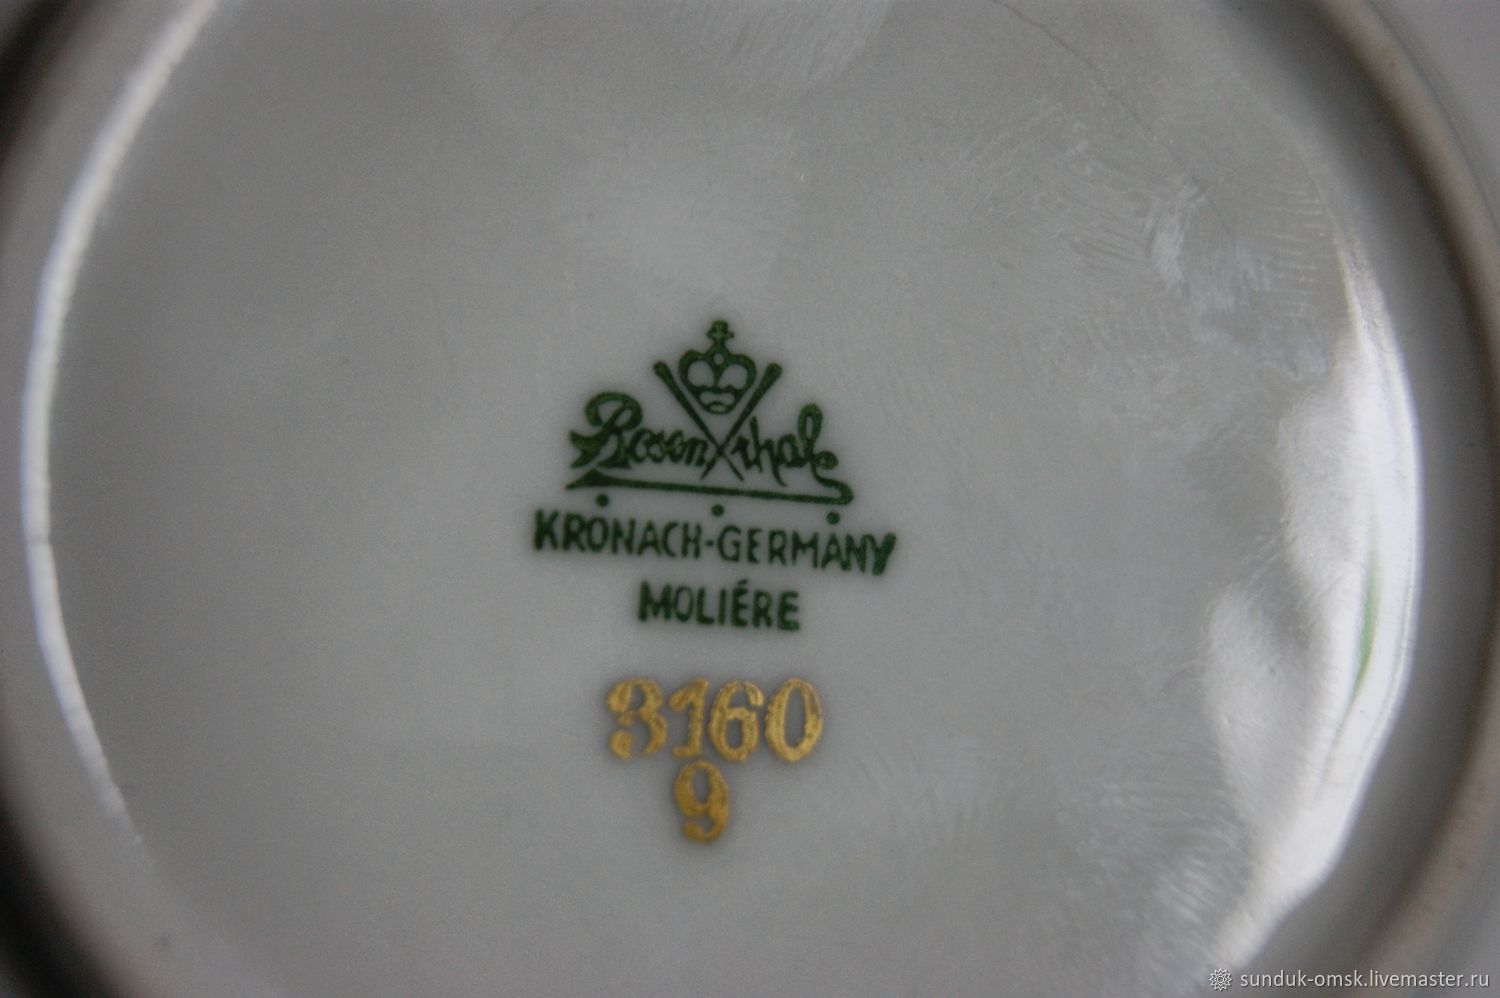 Rosenthal
KRONACH-GERMANY
MOLIÉRE
3160
9
sunduk-omsk.livemaster.ru